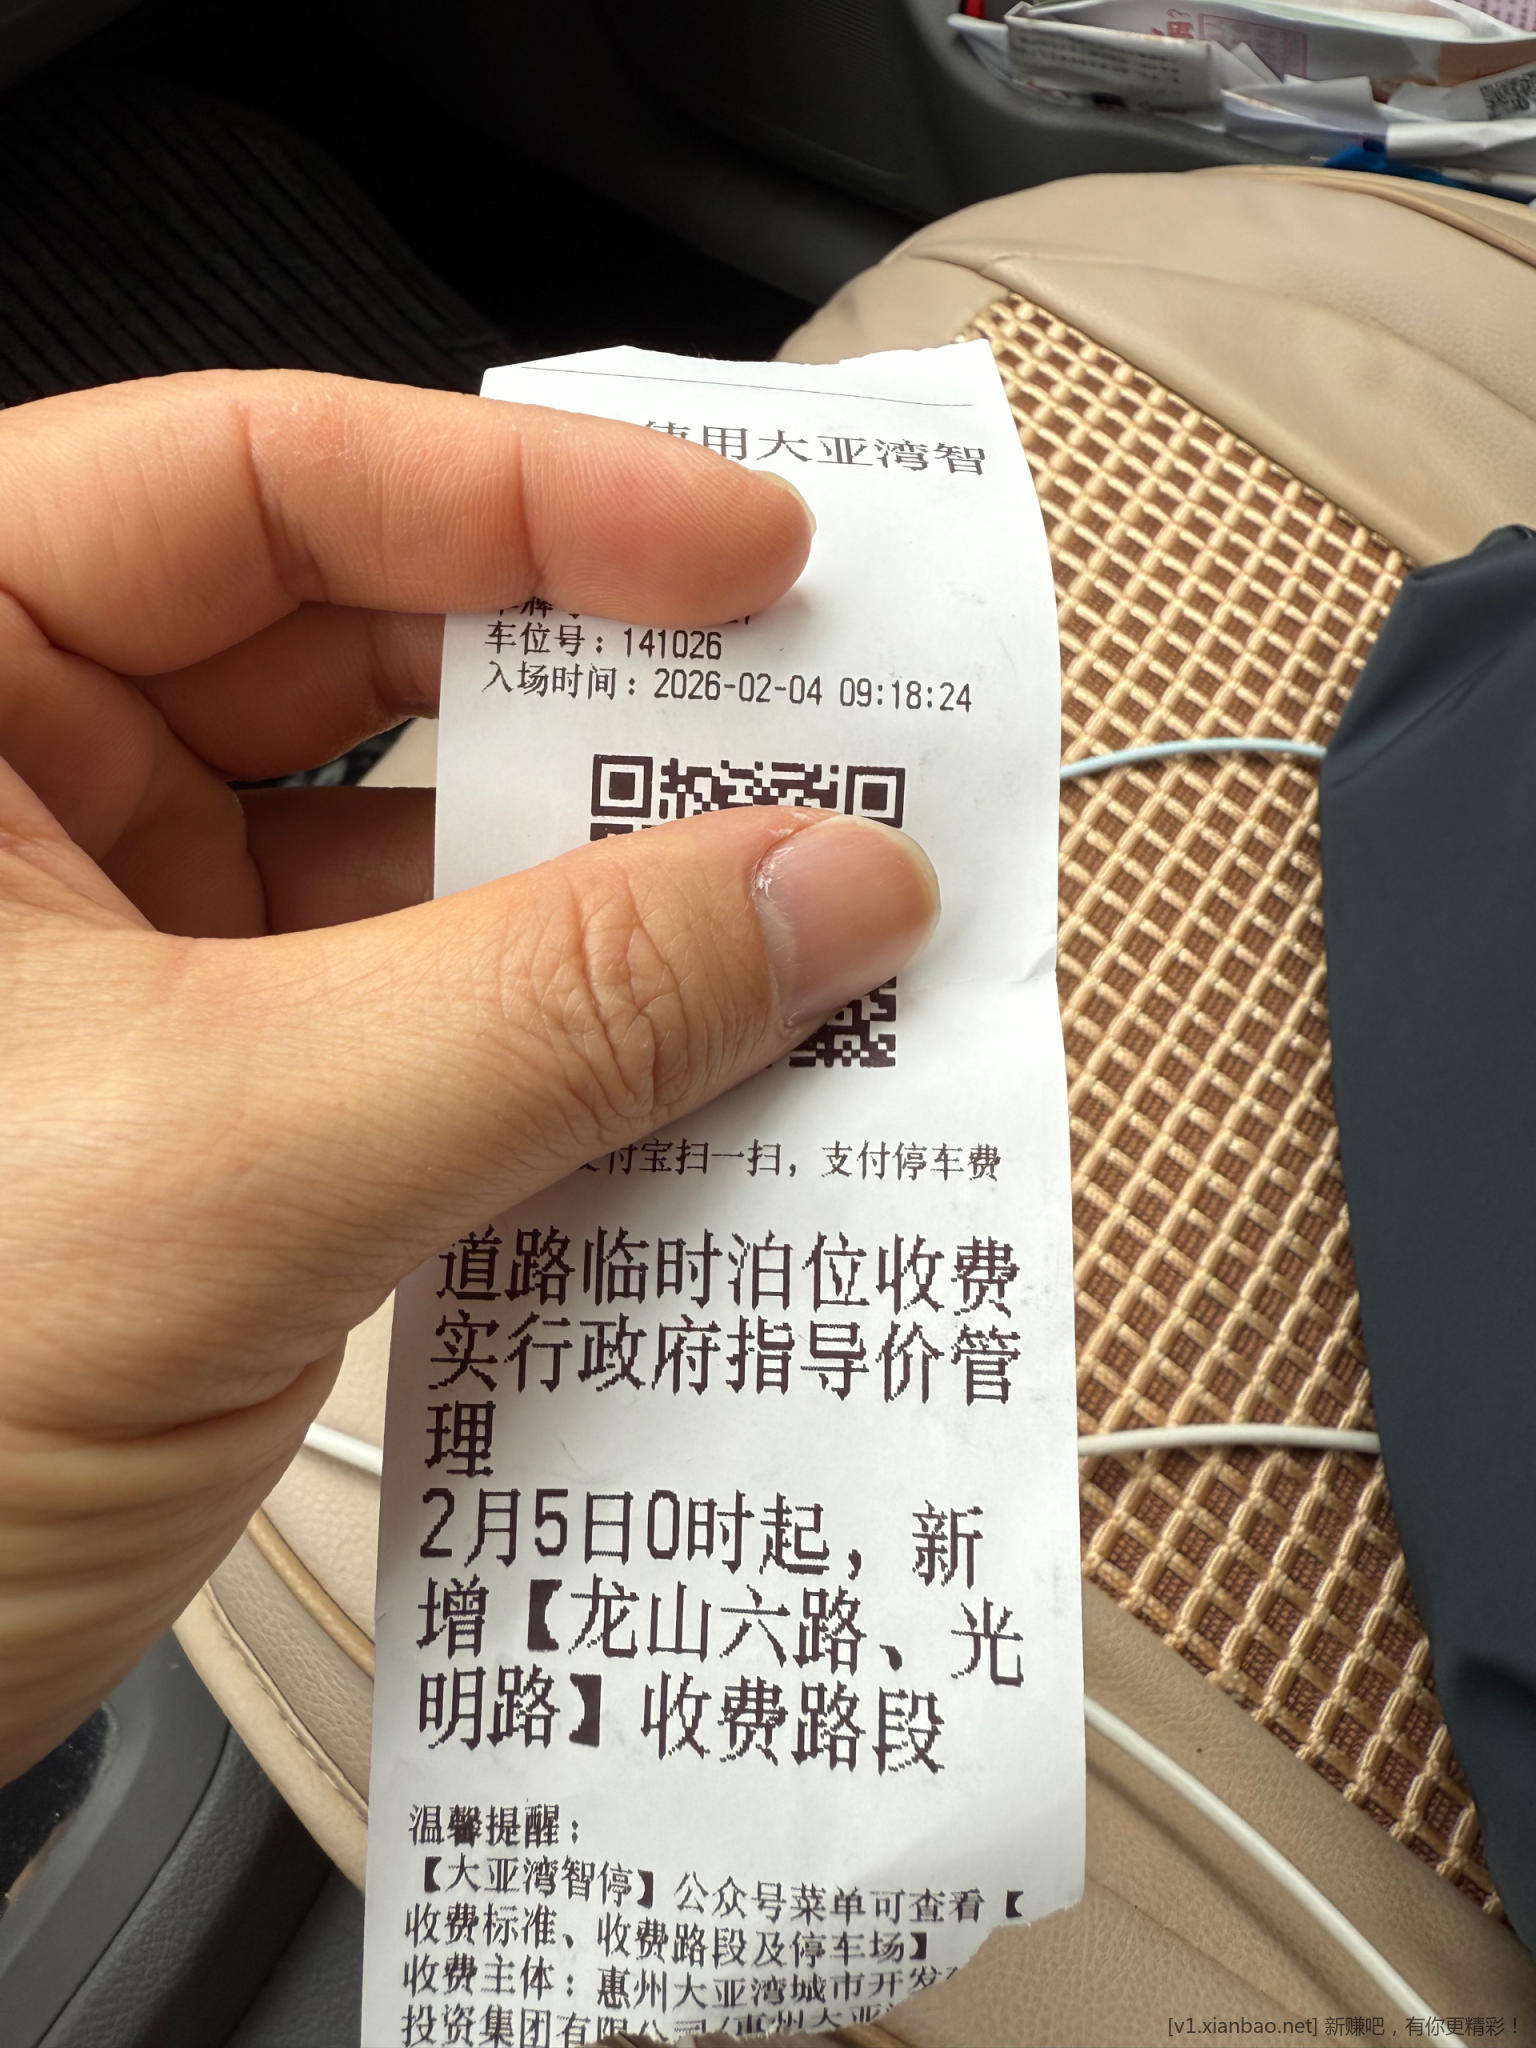 使用大亚湾智
车牌
车位号：141026
入场时间：2026-02-04 09:18:24
付宝扫一扫，支付停车费
道路临时泊位收费
实行政府指导价管
理
2月5日0时起，新
增【龙山六路、光
明路】收费路段
温馨提醒：
【大亚湾智停】公众号菜单可查看【
收费标准、收费路段及停车场】
收费主体：惠州大亚湾城市开发
投资集团有限公司(惠州大亚
[v1.xianbao.net] 新赚吧，有你更精彩！